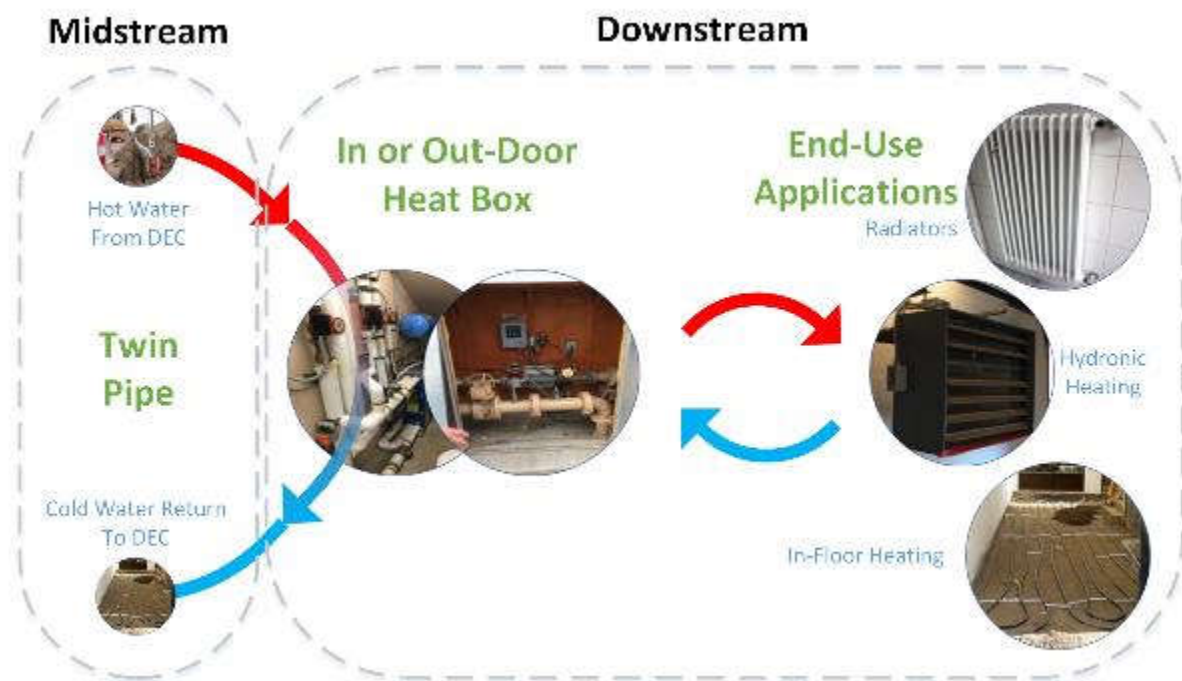 Midstream
Downstream
Hot Water
From DEC
Twin
Pipe
Cold Water Return
To DEC
In or Out-Door
Heat Box
End-Use
Applications
Radiators
Hydronic
Heating
In-Floor Heating